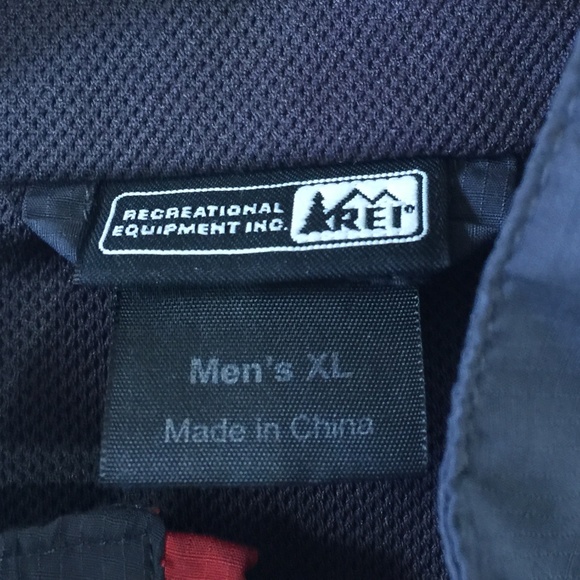 RECREATIONAL
EQUIPMENT INC.
REI®
Men's XL
Made in China